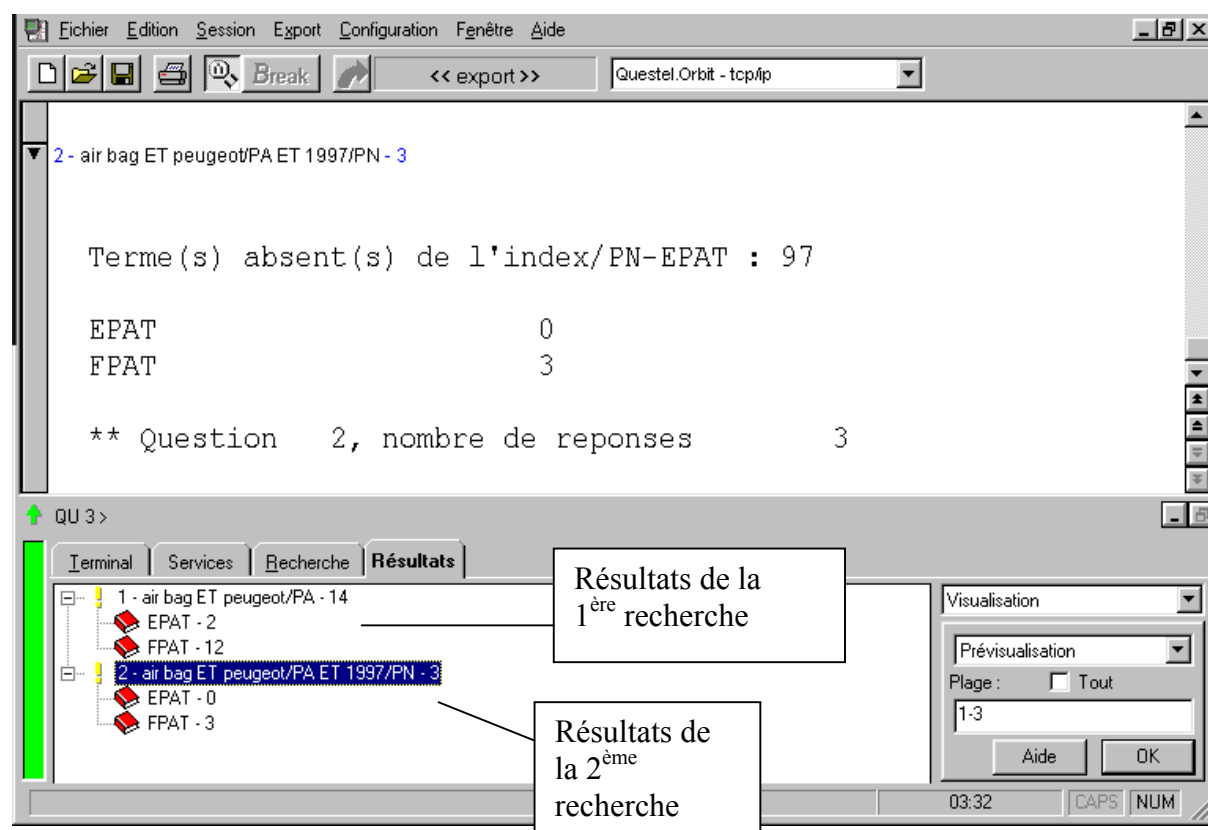 Fichier Edition Session Export Configuration Fenêtre Aide
Break << export >> Questel.Orbit - tcp/ip
2 - air bag ET peugeot/PA ET 1997/PN - 3
Terme(s) absent(s) de l'index/PN-EPAT : 97
EPAT 0
FPAT 3
** Question 2, nombre de reponses 3
QU 3 >
Terminal Services Recherche Résultats
1 - air bag ET peugeot/PA - 14
EPAT - 2
FPAT - 12
2 - air bag ET peugeot/PA ET 1997/PN - 3
EPAT - 0
FPAT - 3
Résultats de la
1ère recherche
Résultats de
la 2ème
recherche
Visualisation
Prévisualisation
Plage : Tout
1-3
Aide OK
03:32 CAPS NUM